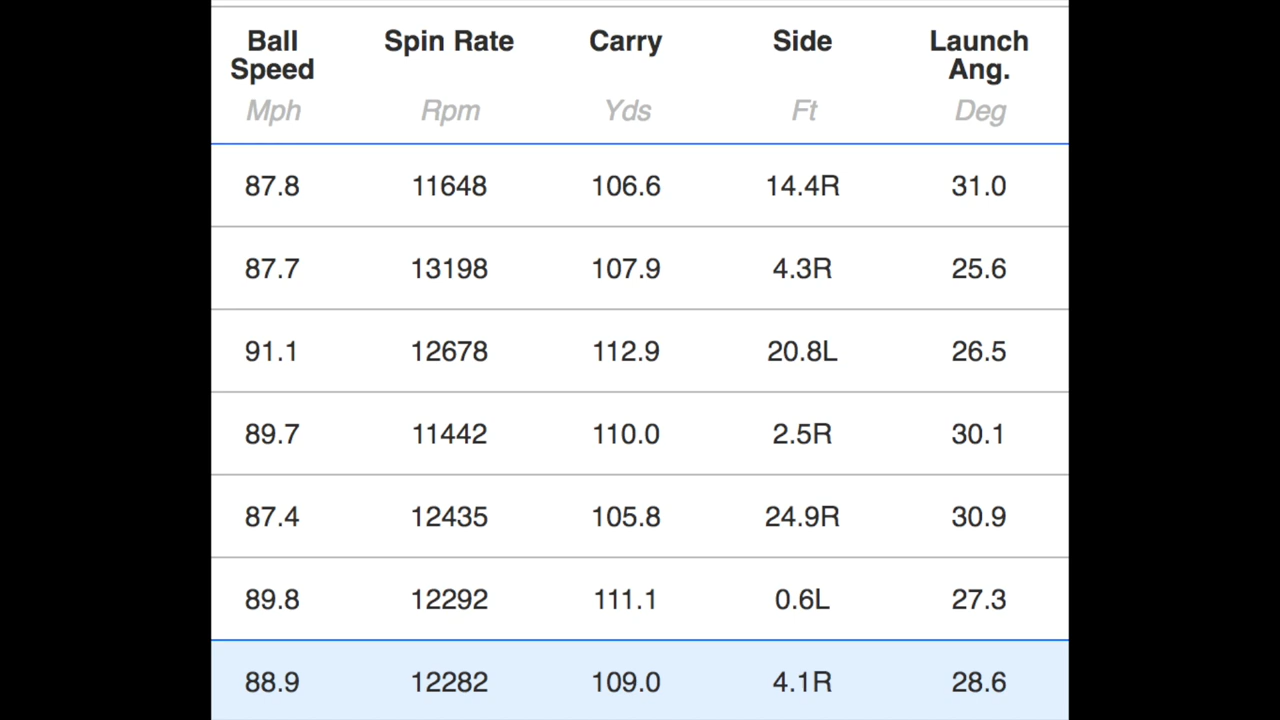 Ball Speed Spin Rate Carry Side Launch Ang.
Mph Rpm Yds Ft Deg
87.8 11648 106.6 14.4R 31.0
87.7 13198 107.9 4.3R 25.6
91.1 12678 112.9 20.8L 26.5
89.7 11442 110.0 2.5R 30.1
87.4 12435 105.8 24.9R 30.9
89.8 12292 111.1 0.6L 27.3
88.9 12282 109.0 4.1R 28.6